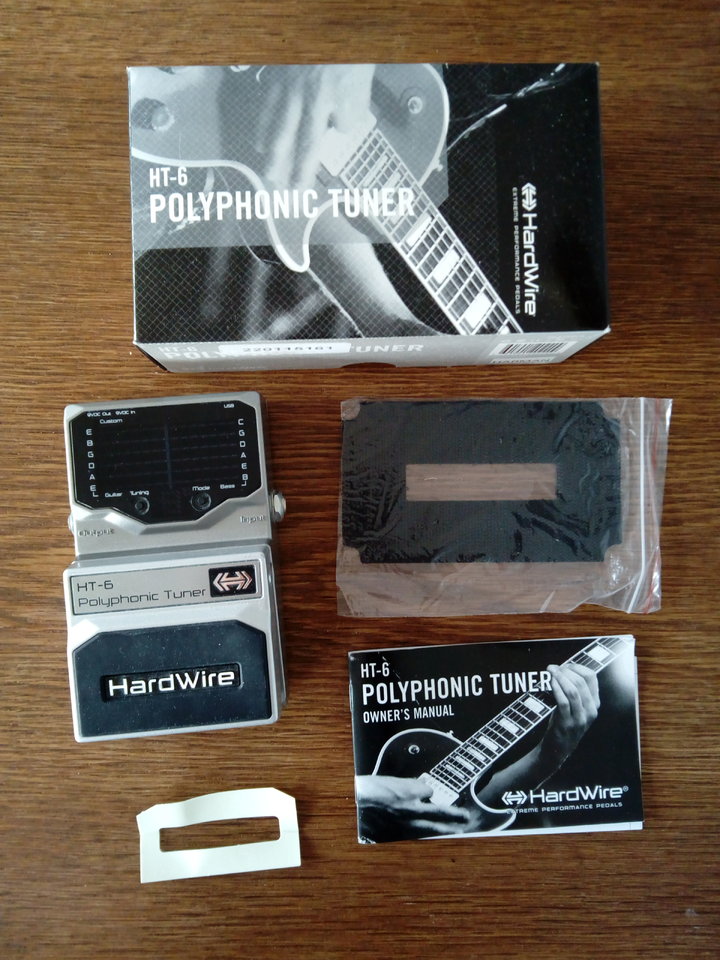 HT-6
POLYPHONIC TUNER
HardWire
EXTREME PERFORMANCE PEDALS
TUNER
9VDC Out 9VDC In
USB
Custom
E
B
G
D
A
E
C
G
D
A
E
B
Guitar Tuning
Mode Bass
Output
Input
HT-6
Polyphonic Tuner
HardWire
HT-6
POLYPHONIC TUNER
OWNER'S MANUAL
HardWire®
EXTREME PERFORMANCE PEDALS